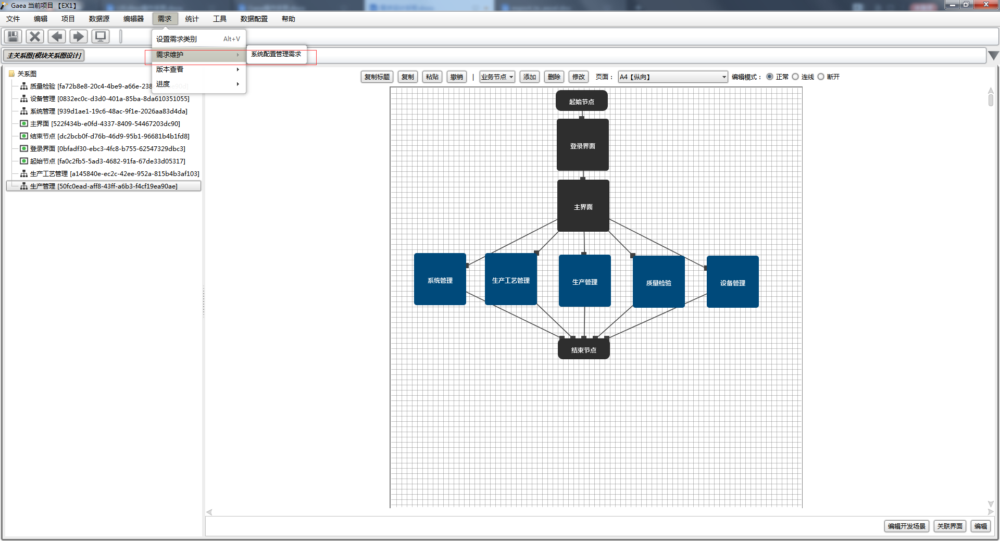 Gaea 当前项目 【EX1】
文件 编辑 项目 数据源 编辑器 需求 统计 工具 数据配置 帮助
设置需求类别 Alt+V
需求维护
系统配置管理需求
版本查看
进度
主关系图[模块关系图设计]
关系图
质量检验 [fa72b8e8-20c4-4be9-a66e-238
设备管理 [0832ec0c-d3d0-401a-85ba-8da610351055]
系统管理 [939d1ae1-19c6-48ac-9f1e-2026aa83d4da]
主界面 [522f434b-e0fd-4337-8409-54467203dc90]
结束节点 [dc2bcb0f-d76b-46d9-95b1-96681b4b1fd8]
登录界面 [0bfadf30-ebc3-4fc8-b755-62547329dbc3]
起始节点 [fa0c2fb5-5ad3-4682-91fa-67de33d05317]
生产工艺管理 [a145840e-ec2c-42ee-952a-815b4b3af103]
生产管理 [50fc0ead-aff8-43ff-a6b3-f4cf19ea90ae]
复制标题 复制 粘贴 撤销 | 业务节点 添加 删除 修改 页面： A4【纵向】 编辑模式： 正常 连线 断开
起始节点
登录界面
主界面
系统管理 生产工艺管理 生产管理 质量检验 设备管理
结束节点
编辑开发场景 关联界面 编辑